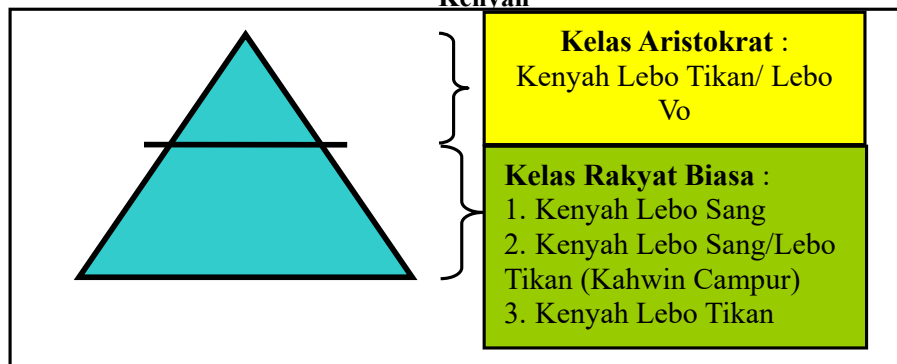 Kenyah
Kelas Aristokrat :
Kenyah Lebo Tikan/ Lebo
Vo
Kelas Rakyat Biasa :
1. Kenyah Lebo Sang
2. Kenyah Lebo Sang/Lebo
Tikan (Kahwin Campur)
3. Kenyah Lebo Tikan